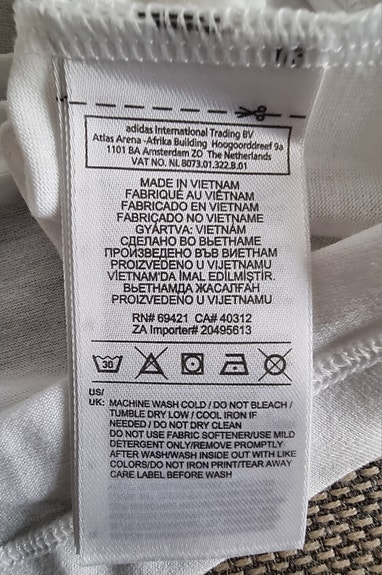 adidas International Trading BV
Atlas Arena -Afrika Building Hoogoorddreef 9a
1101 BA Amsterdam ZO The Netherlands
VAT NO. NL 8073.01.322.B.01
MADE IN VIETNAM
FABRIQUÉ AU VIÊTNAM
FABRICADO EN VIETNAM
FABRICADO NO VIETNAME
GYÁRTVA: VIETNÁM
СДЕЛАНО ВО ВЬЕТНАМЕ
ПРОИЗВЕДЕНО ВЪВ ВИЕТНАМ
PROIZVEDENO U VIJETNAMU
VİETNAM'DA İMAL EDİLMİŞTİR.
ВЬЕТНАМДА ЖАСАЛҒАН
PROIZVEDENO U VIJETNAMU
RN# 69421 CA# 40312
ZA Importer# 20495613
30
US/
UK: MACHINE WASH COLD / DO NOT BLEACH /
TUMBLE DRY LOW / COOL IRON IF
NEEDED / DO NOT DRY CLEAN
DO NOT USE FABRIC SOFTENER/USE MILD
DETERGENT ONLY/REMOVE PROMPTLY
AFTER WASH/WASH INSIDE OUT WITH LIKE
COLORS/DO NOT IRON PRINT/TEAR AWAY
CARE LABEL BEFORE WASH